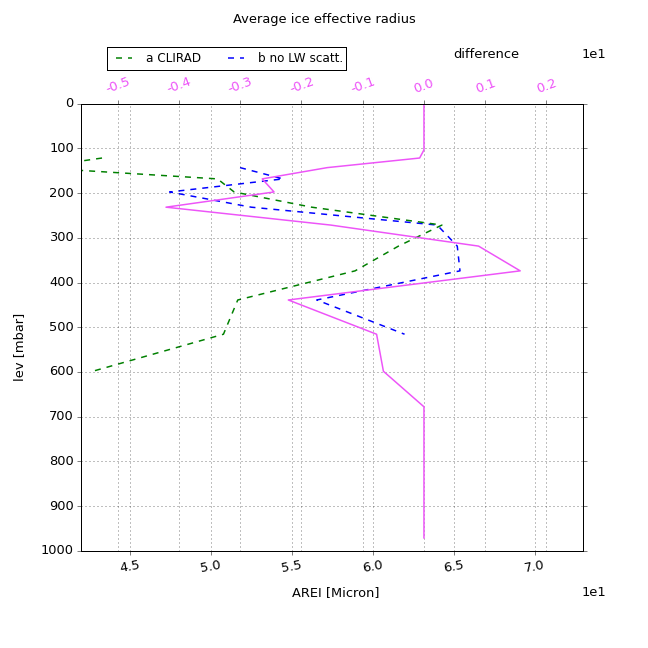 Average ice effective radius
a CLIRAD b no LW scatt. difference 1e1
-0.5 -0.4 -0.3 -0.2 -0.1 0.0 0.1 0.2
0
100
200
300
400
500
600
700
800
900
1000
lev [mbar]
4.5 5.0 5.5 6.0 6.5 7.0
AREI [Micron] 1e1